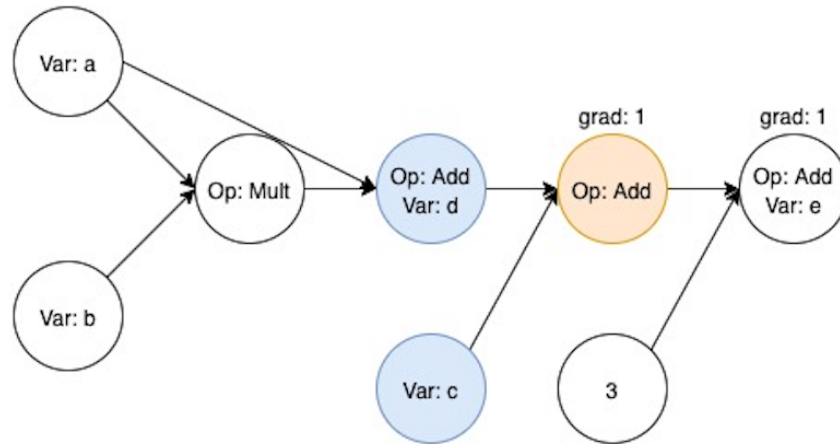 Var: a
grad: 1
grad: 1
Op: Mult
Op: Add
Var: d
Op: Add
Op: Add
Var: e
Var: b
Var: c
3